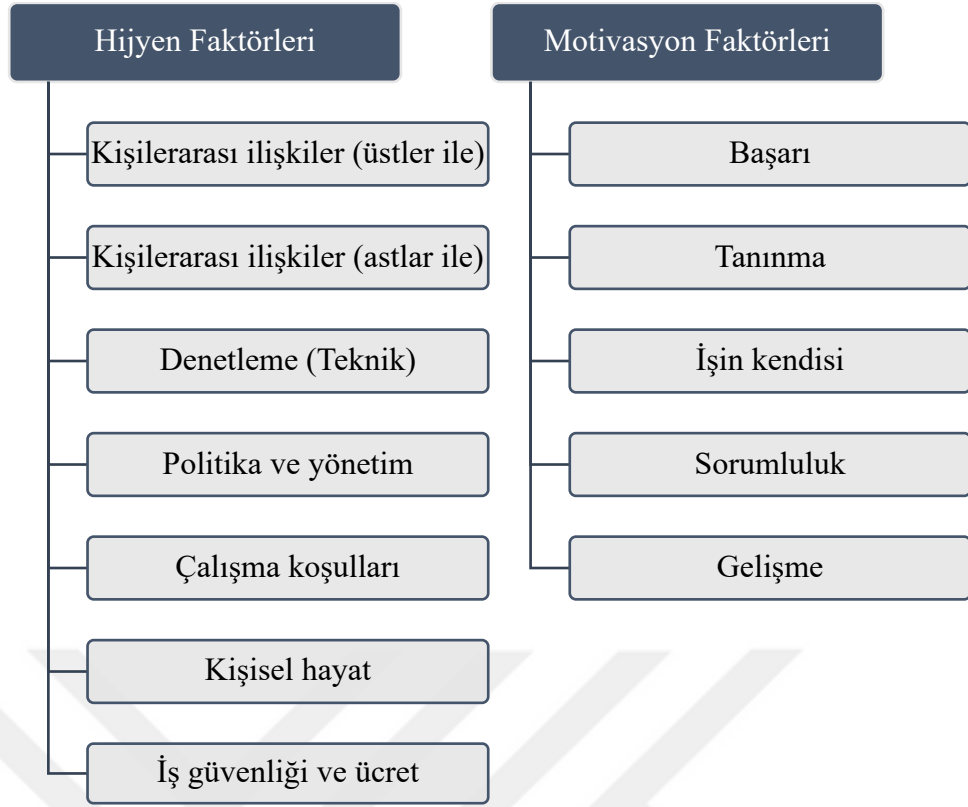 Hijyen Faktörleri
Kişilerarası ilişkiler (üstler ile)
Kişilerarası ilişkiler (astlar ile)
Denetleme (Teknik)
Politika ve yönetim
Çalışma koşulları
Kişisel hayat
İş güvenliği ve ücret
Motivasyon Faktörleri
Başarı
Tanınma
İşin kendisi
Sorumluluk
Gelişme